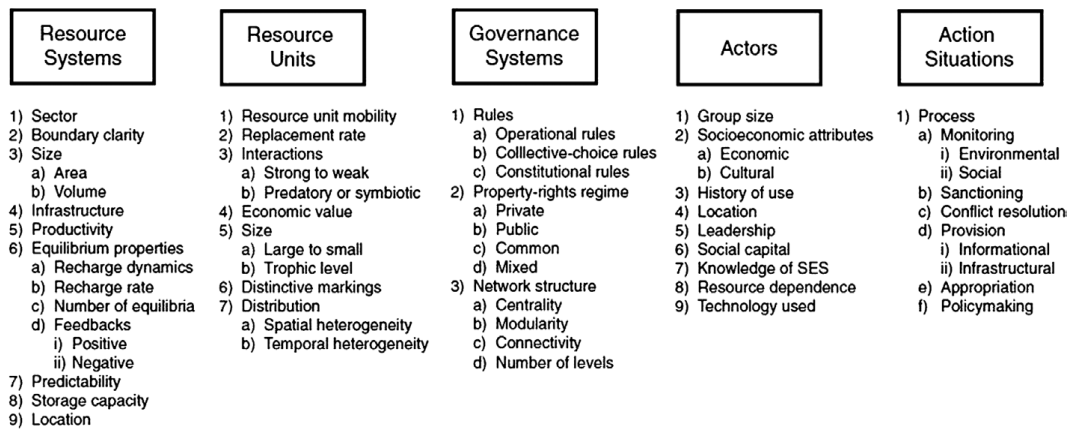 Resource
Systems
1) Sector
2) Boundary clarity
3) Size
a) Area
b) Volume
4) Infrastructure
5) Productivity
6) Equilibrium properties
a) Recharge dynamics
b) Recharge rate
c) Number of equilibria
d) Feedbacks
i) Positive
ii) Negative
7) Predictability
8) Storage capacity
9) Location
Resource
Units
1) Resource unit mobility
2) Replacement rate
3) Interactions
a) Strong to weak
b) Predatory or symbiotic
4) Economic value
5) Size
a) Large to small
b) Trophic level
6) Distinctive markings
7) Distribution
a) Spatial heterogeneity
b) Temporal heterogeneity
Governance
Systems
1) Rules
a) Operational rules
b) Colllective-choice rules
c) Constitutional rules
2) Property-rights regime
a) Private
b) Public
c) Common
d) Mixed
3) Network structure
a) Centrality
b) Modularity
c) Connectivity
d) Number of levels
Actors
1) Group size
2) Socioeconomic attributes
a) Economic
b) Cultural
3) History of use
4) Location
5) Leadership
6) Social capital
7) Knowledge of SES
8) Resource dependence
9) Technology used
Action
Situations
1) Process
a) Monitoring
i) Environmental
ii) Social
b) Sanctioning
c) Conflict resolution
d) Provision
i) Informational
ii) Infrastructural
e) Appropriation
f) Policymaking